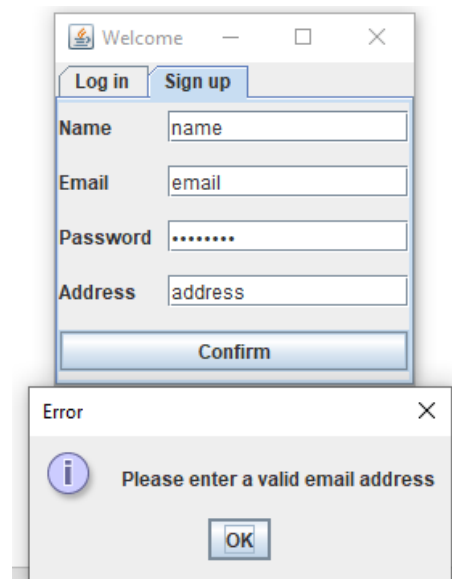 Welcome
Log in Sign up
Name name
Email email
Password ••••••••
Address address
Confirm
Error
i Please enter a valid email address
OK